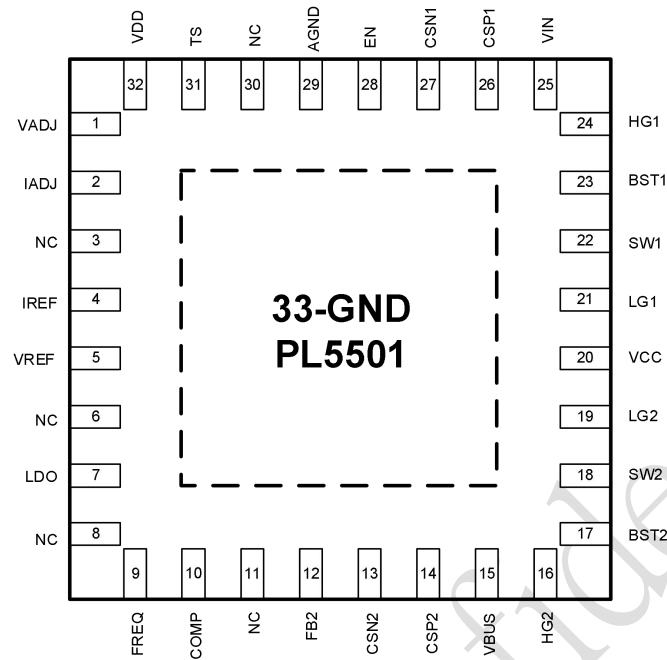 VDD
TS
NC
AGND
EN
CSN1
CSP1
VIN
32
31
30
29
28
27
26
25
VADJ 1
24 HG1
IADJ 2
23 BST1
NC 3
22 SW1
IREF 4
21 LG1
33-GND
PL5501
VREF 5
20 VCC
NC 6
19 LG2
LDO 7
18 SW2
NC 8
17 BST2
9
10
11
12
13
14
15
16
FREQ
COMP
NC
FB2
CSN2
CSP2
VBUS
HG2